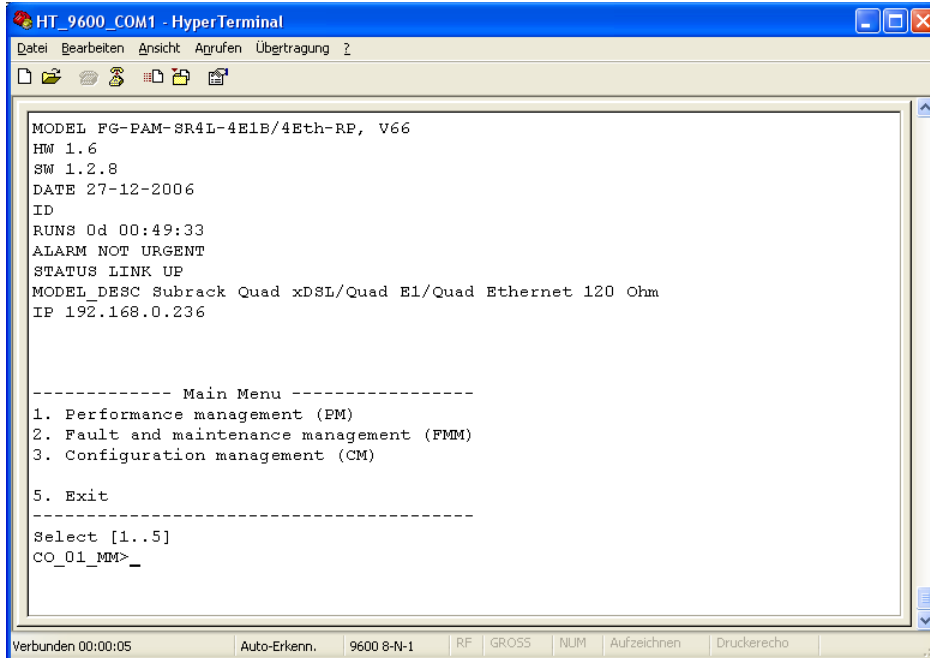 HT_9600_COM1 - HyperTerminal
Datei Bearbeiten Ansicht Anrufen Übertragung ?
MODEL FG-PAM-SR4L-4E1B/4Eth-RP, V66
HW 1.6
SW 1.2.8
DATE 27-12-2006
ID
RUNS 0d 00:49:33
ALARM NOT URGENT
STATUS LINK UP
MODEL_DESC Subrack Quad xDSL/Quad E1/Quad Ethernet 120 Ohm
IP 192.168.0.236
------------- Main Menu -----------------
1. Performance management (PM)
2. Fault and maintenance management (FMM)
3. Configuration management (CM)
5. Exit
-----------------------------------------
Select [1..5]
CO_01_MM>_
Verbunden 00:00:05 Auto-Erkenn. 9600 8-N-1 RF GROSS NUM Aufzeichnen Druckerecho